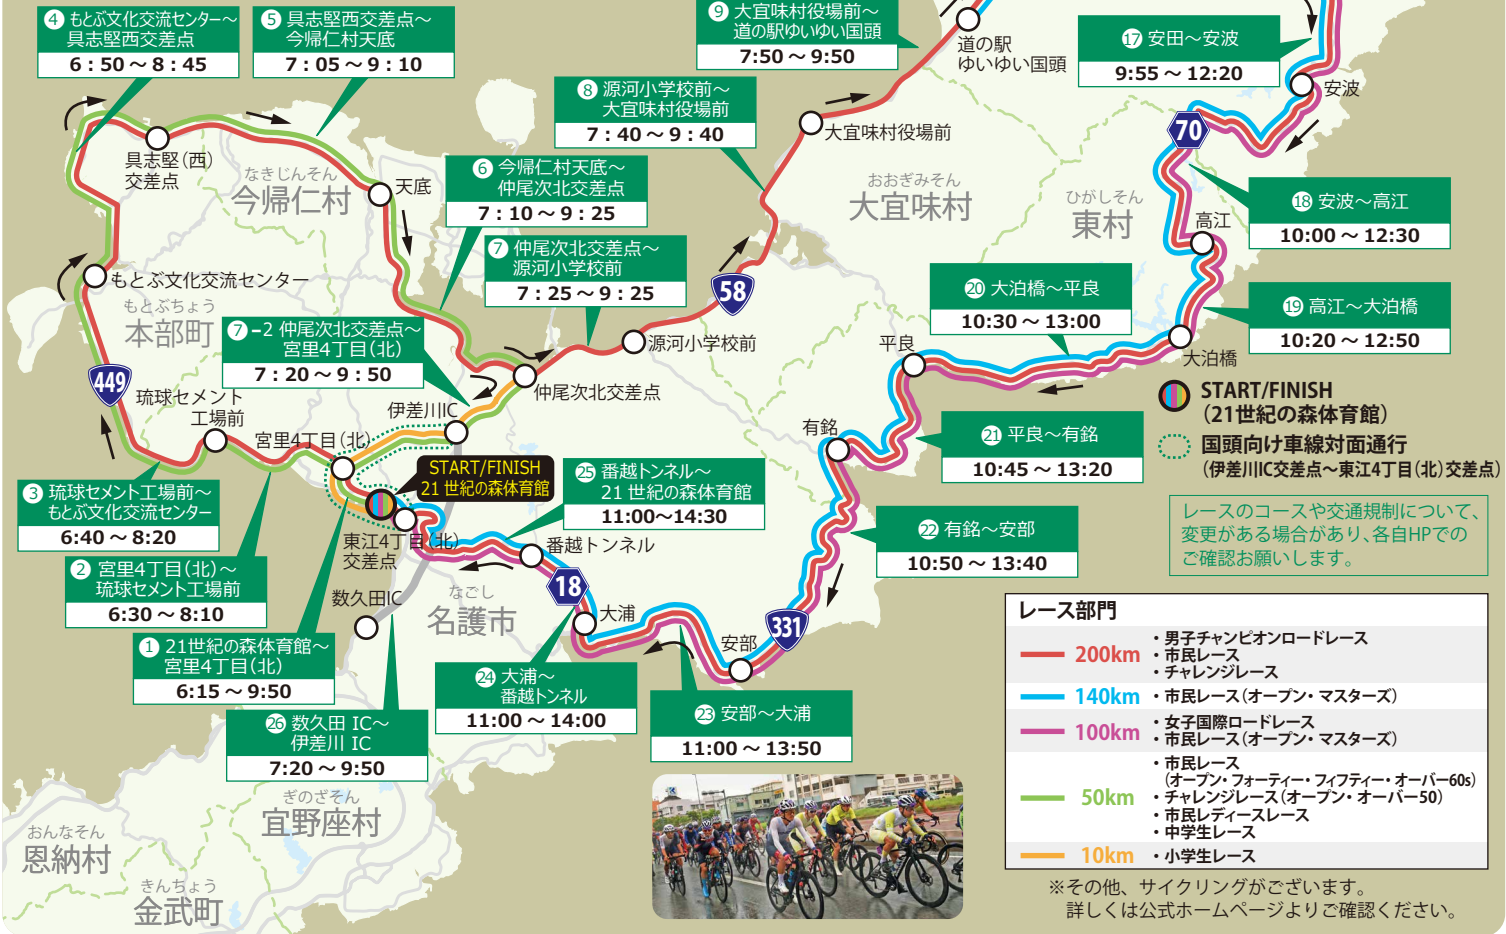 ④ もとぶ文化交流センター～
具志堅西交差点
6：50～8：45
⑤ 具志堅西交差点～
今帰仁村天底
7：05～9：10
⑨ 大宜味村役場前～
道の駅ゆいゆい国頭
7:50～9:50
道の駅
ゆいゆい国頭
⑰ 安田～安波
9:55～12:20
安波
⑧ 源河小学校前～
大宜味村役場前
7：40～9：40
大宜味村役場前
70
具志堅（西）
交差点
なきじんそん
今帰仁村
天底
⑥ 今帰仁村天底～
仲尾次北交差点
7：10～9：25
おおぎみそん
大宜味村
ひがしそん
東村
⑱ 安波～高江
10:00～12:30
高江
⑦ 仲尾次北交差点～
源河小学校前
7：25～9：25
もとぶ文化交流センター
もとぶちょう
本部町
58
⑳ 大泊橋～平良
10:30～13:00
⑲ 高江～大泊橋
10:20～12:50
⑦－2 仲尾次北交差点～
宮里4丁目（北）
7：20～9：50
源河小学校前
平良
大泊橋
449
琉球セメント
工場前
仲尾次北交差点
伊差川IC
宮里4丁目（北）
START/FINISH
（21世紀の森体育館）
国頭向け車線対面通行
（伊差川IC交差点～東江4丁目（北）交差点）
有銘
㉑ 平良～有銘
10:45～13:20
START/FINISH
21世紀の森体育館
㉕ 番越トンネル～
21世紀の森体育館
11:00～14:30
③ 琉球セメント工場前～
もとぶ文化交流センター
6:40～8:20
レースのコースや交通規制について、
変更がある場合があり、各自HPでの
ご確認お願いします。
㉒ 有銘～安部
10:50～13:40
東江4丁目（北）
交差点
番越トンネル
② 宮里4丁目（北）～
琉球セメント工場前
6:30～8:10
数久田IC
なごし
名護市
18
大浦
331
安部
① 21世紀の森体育館～
宮里4丁目（北）
6:15～9:50
㉔ 大浦～
番越トンネル
11:00～14:00
㉓ 安部～大浦
11:00～13:50
㉖ 数久田 IC～
伊差川 IC
7:20～9:50
ぎのざそん
宜野座村
おんなそん
恩納村
きんちょう
金武町
レース部門
200km
・男子チャンピオンロードレース
・市民レース
・チャレンジレース
140km ・市民レース（オープン・マスターズ）
100km
・女子国際ロードレース
・市民レース（オープン・マスターズ）
50km
・市民レース
（オープン・フォーティー・フィフティー・オーバー60s）
・チャレンジレース（オープン・オーバー50）
・市民レディースレース
・中学生レース
10km ・小学生レース
※その他、サイクリングがございます。
詳しくは公式ホームページよりご確認ください。